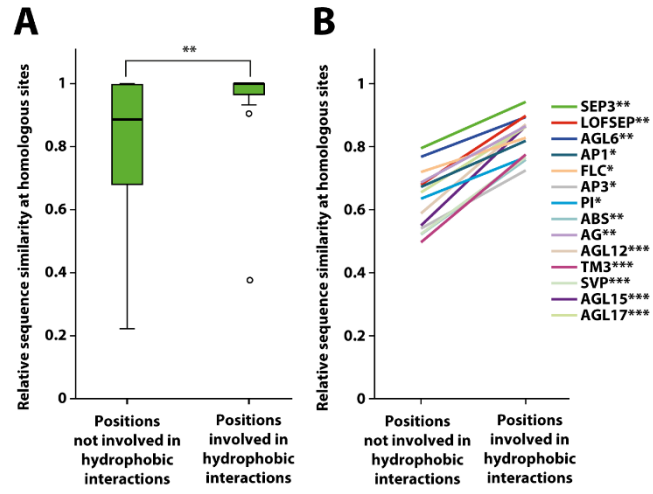 A
Relative sequence similarity at homologous sites
1
0.8
0.6
0.4
0.2
0
**
Positions
not involved in
hydrophobic
interactions
Positions
involved in
hydrophobic
interactions
B
Relative sequence similarity at homologous sites
1
0.8
0.6
0.4
0.2
0
Positions
not involved in
hydrophobic
interactions
Positions
involved in
hydrophobic
interactions
SEP3**
LOFSEP**
AGL6**
AP1*
FLC*
AP3*
PI*
ABS**
AG**
AGL12***
TM3***
SVP***
AGL15***
AGL17***